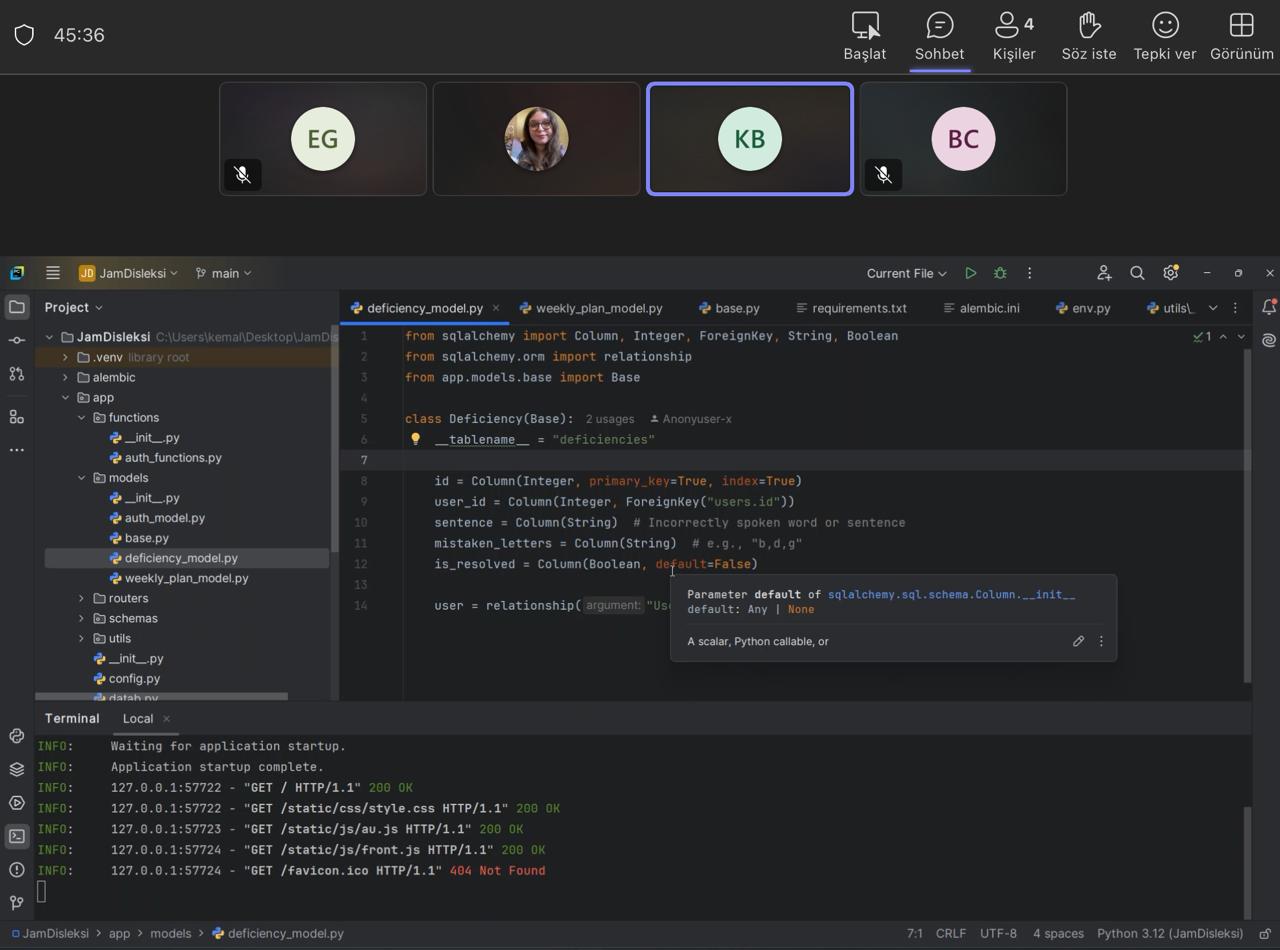 45:36
Başlat
Sohbet
4
Kişiler
Söz iste
Tepki ver
Görünüm
EG
KB
BC
JD JamDisleksi
main
Current File
Project
deficiency_model.py
weekly_plan_model.py
base.py
requirements.txt
alembic.ini
env.py
utils\_
JamDisleksi C:\Users\kemal\Desktop\JamDis
.venv library root
alembic
app
functions
__init__.py
auth_functions.py
models
__init__.py
auth_model.py
base.py
deficiency_model.py
weekly_plan_model.py
routers
schemas
utils
__init__.py
config.py
datab.py
1 from sqlalchemy import Column, Integer, ForeignKey, String, Boolean
2 from sqlalchemy.orm import relationship
3 from app.models.base import Base
4
5 class Deficiency(Base): 2 usages Anonyuser-x
6 __tablename__ = "deficiencies"
7
8 id = Column(Integer, primary_key=True, index=True)
9 user_id = Column(Integer, ForeignKey("users.id"))
10 sentence = Column(String) # Incorrectly spoken word or sentence
11 mistaken_letters = Column(String) # e.g., "b,d,g"
12 is_resolved = Column(Boolean, default=False)
13
14 user = relationship( argument: "Us
1
Parameter default of sqlalchemy.sql.schema.Column.__init__
default: Any | None
A scalar, Python callable, or
Terminal
Local
INFO: Waiting for application startup.
INFO: Application startup complete.
INFO: 127.0.0.1:57722 - "GET / HTTP/1.1" 200 OK
INFO: 127.0.0.1:57722 - "GET /static/css/style.css HTTP/1.1" 200 OK
INFO: 127.0.0.1:57723 - "GET /static/js/au.js HTTP/1.1" 200 OK
INFO: 127.0.0.1:57724 - "GET /static/js/front.js HTTP/1.1" 200 OK
INFO: 127.0.0.1:57724 - "GET /favicon.ico HTTP/1.1" 404 Not Found
JamDisleksi > app > models > deficiency_model.py
7:1
CRLF
UTF-8
4 spaces
Python 3.12 (JamDisleksi)